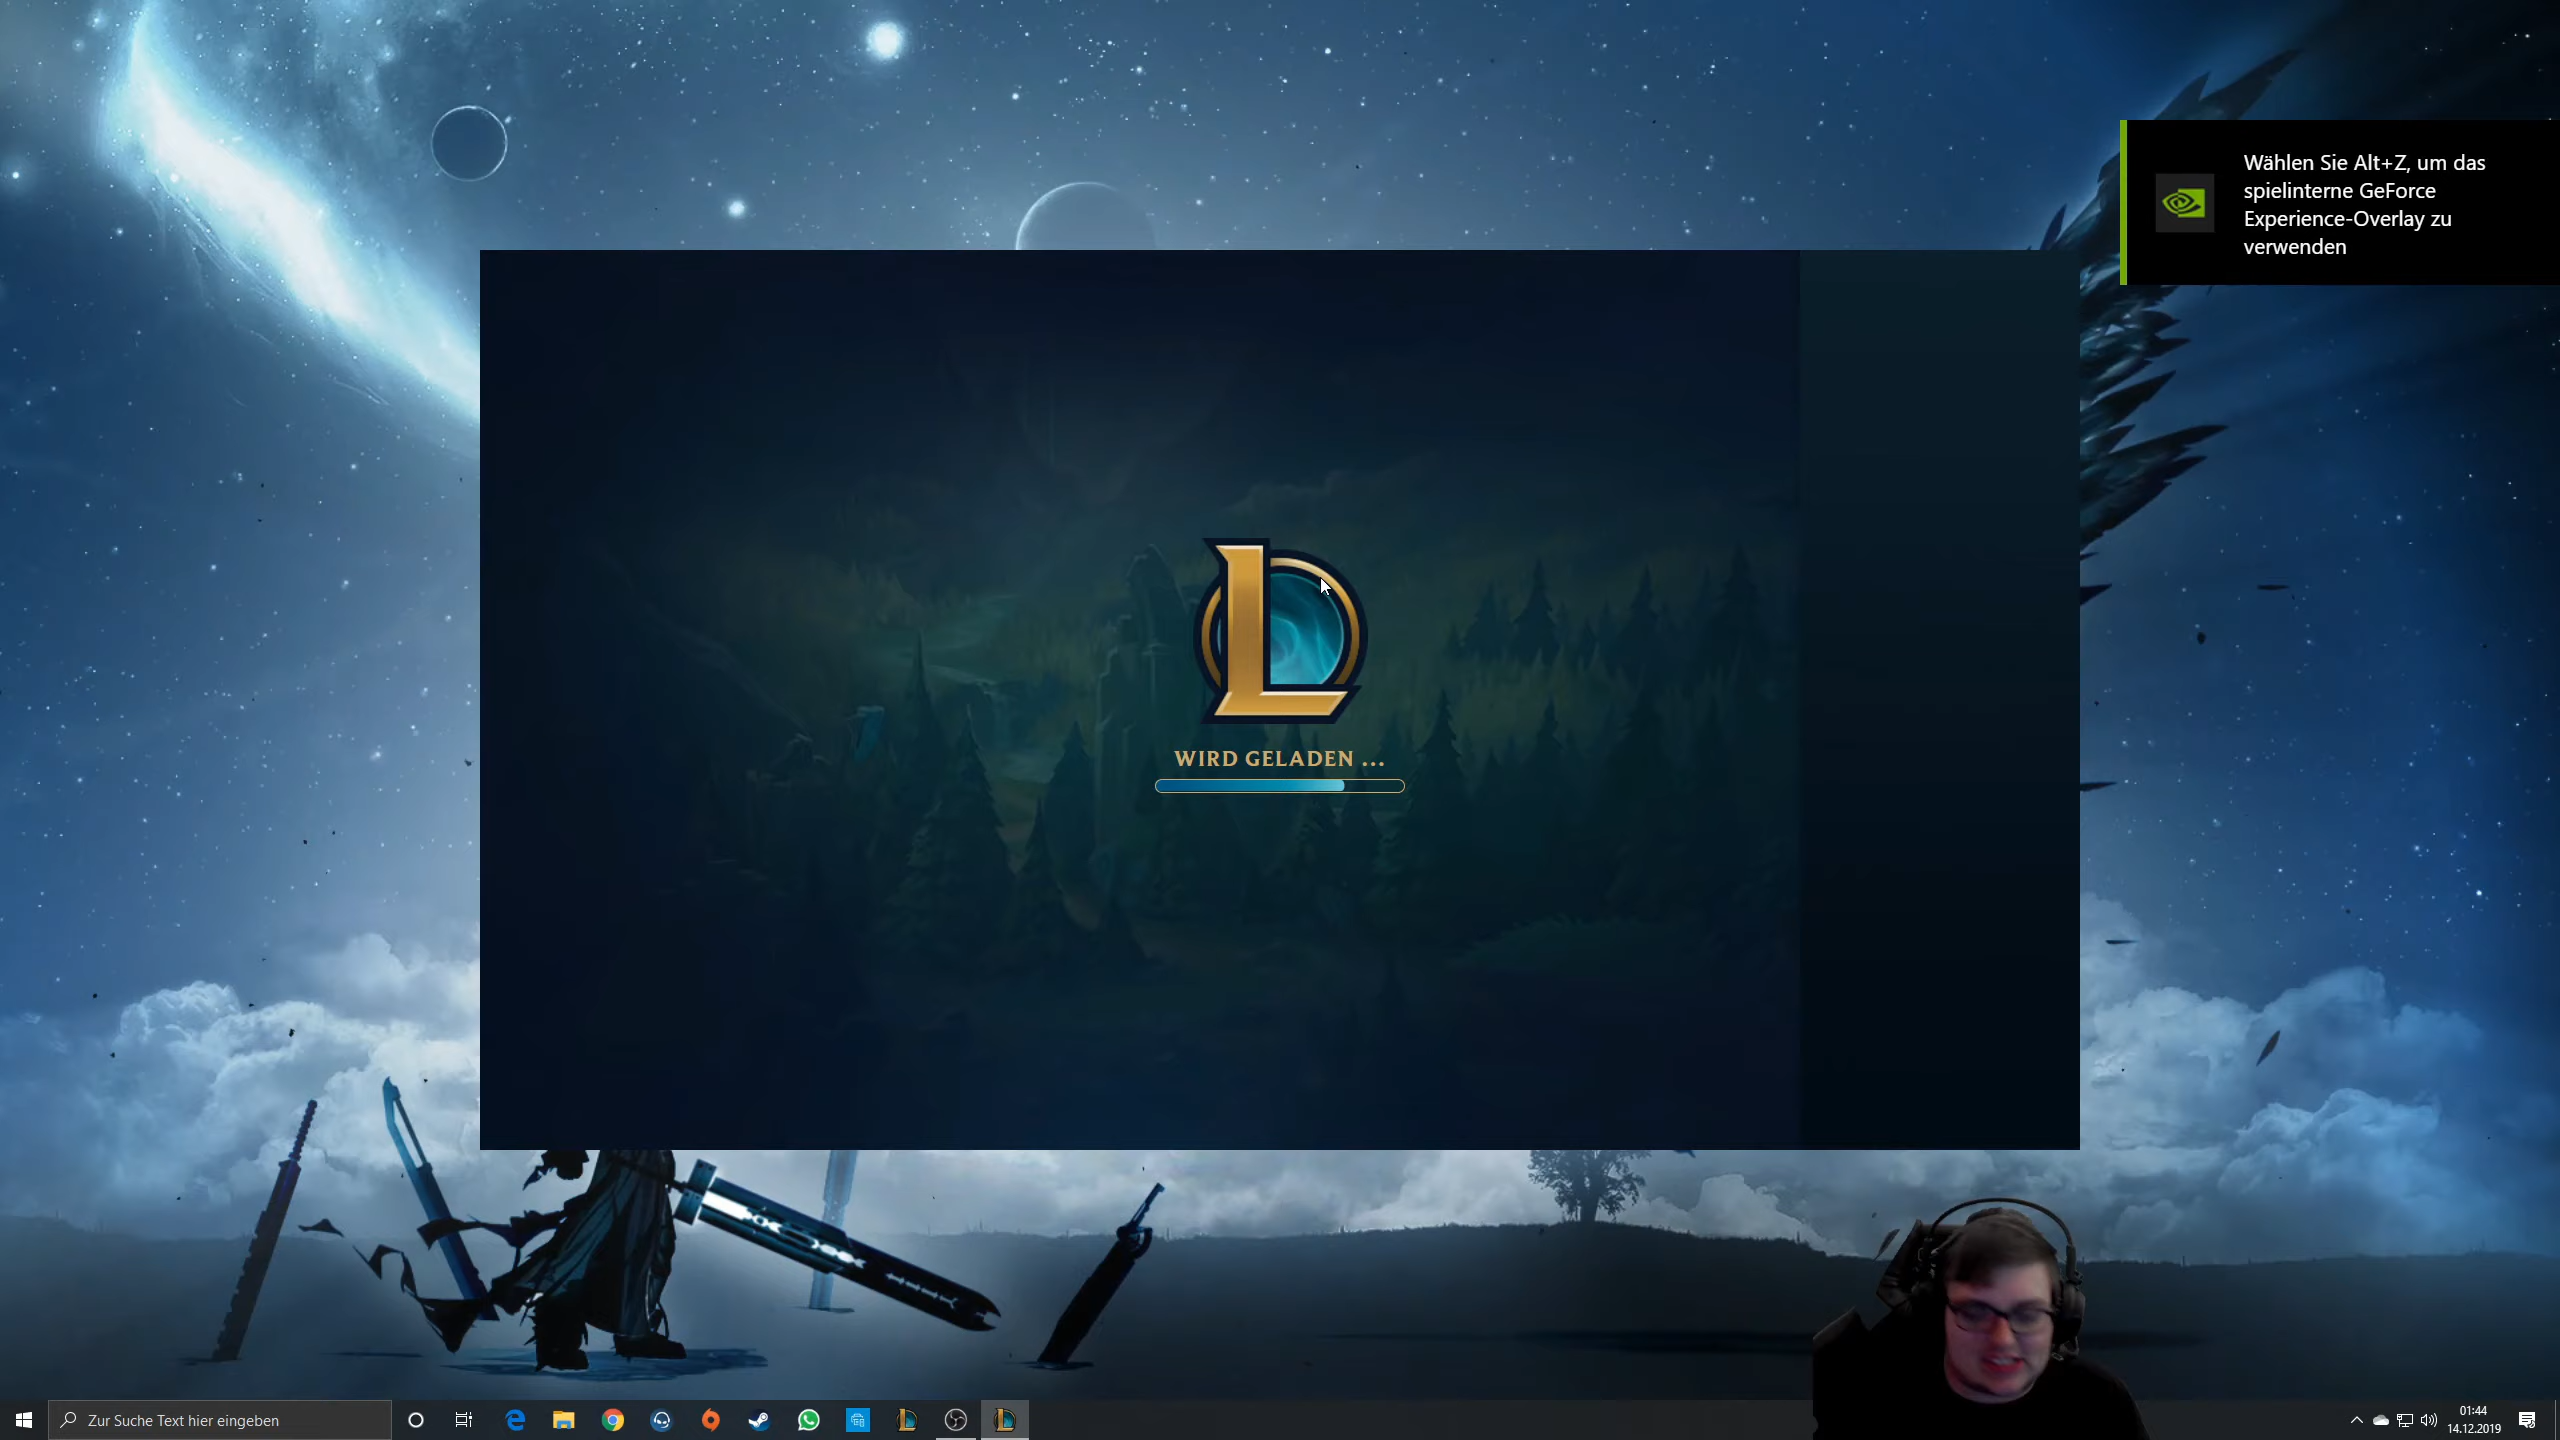 Wählen Sie Alt+Z, um das
spielinterne GeForce
Experience-Overlay zu
verwenden
WIRD GELADEN ...
Zur Suche Text hier eingeben
01:44
14.12.2019